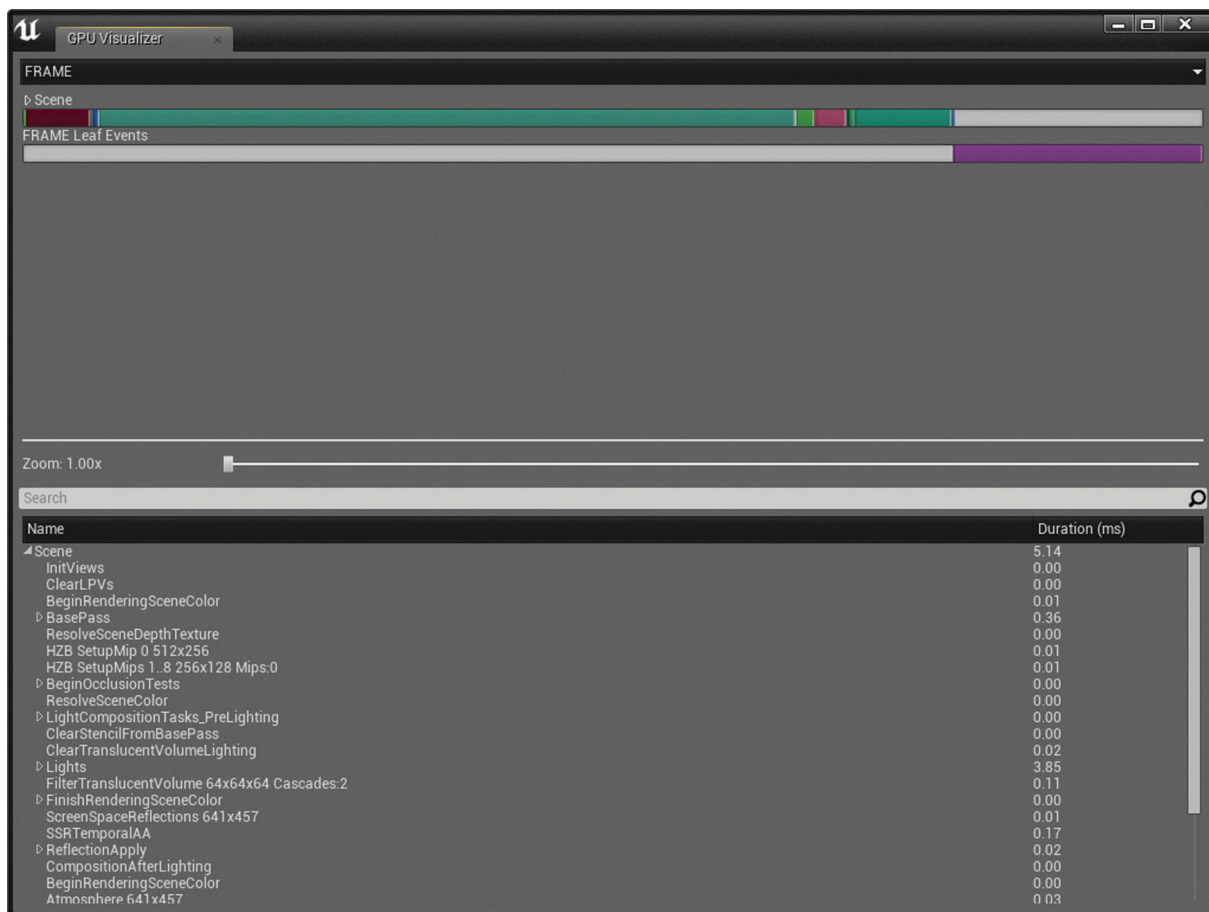 GPU Visualizer
FRAME
Scene
FRAME Leaf Events
Zoom: 1.00x
Search
Name Duration (ms)
Scene 5.14
InitViews 0.00
ClearLPVs 0.00
BeginRenderingSceneColor 0.01
BasePass 0.36
ResolveSceneDepthTexture 0.00
HZB SetupMip 0 512x256 0.01
HZB SetupMips 1..8 256x128 Mips:0 0.01
BeginOcclusionTests 0.00
ResolveSceneColor 0.00
LightCompositionTasks_PreLighting 0.00
ClearStencilFromBasePass 0.00
ClearTranslucentVolumeLighting 0.02
Lights 3.85
FilterTranslucentVolume 64x64x64 Cascades:2 0.11
FinishRenderingSceneColor 0.00
ScreenSpaceReflections 641x457 0.01
SSRTemporalAA 0.17
ReflectionApply 0.02
CompositionAfterLighting 0.00
BeginRenderingSceneColor 0.00
Atmosphere 641x457 0.03